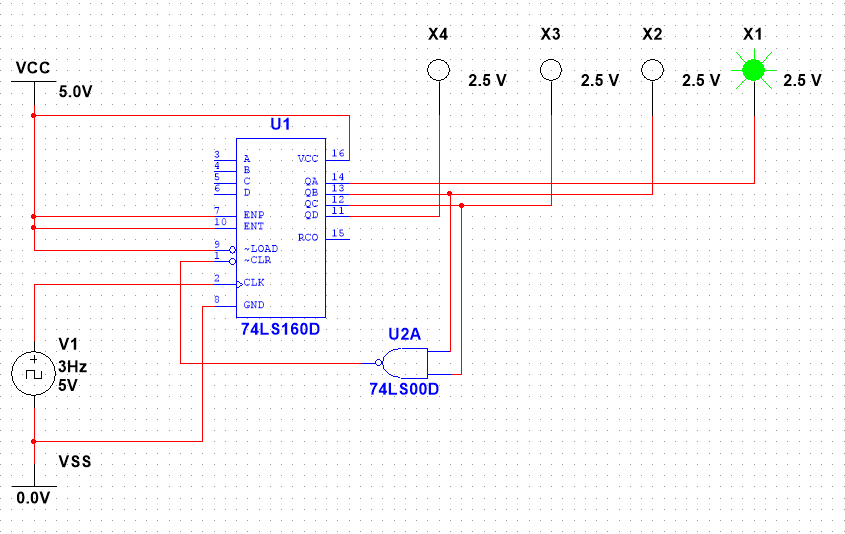 X4 X3 X2 X1
2.5 V 2.5 V 2.5 V 2.5 V
VCC
5.0V
U1
3 A VCC 16
4 B
5 C QA 14
6 D QB 13
QC 12
7 ENP QD 11
10 ENT
RCO 15
9 ~LOAD
1 ~CLR
2 CLK
8 GND
74LS160D
U2A
74LS00D
V1
3Hz
5V
VSS
0.0V